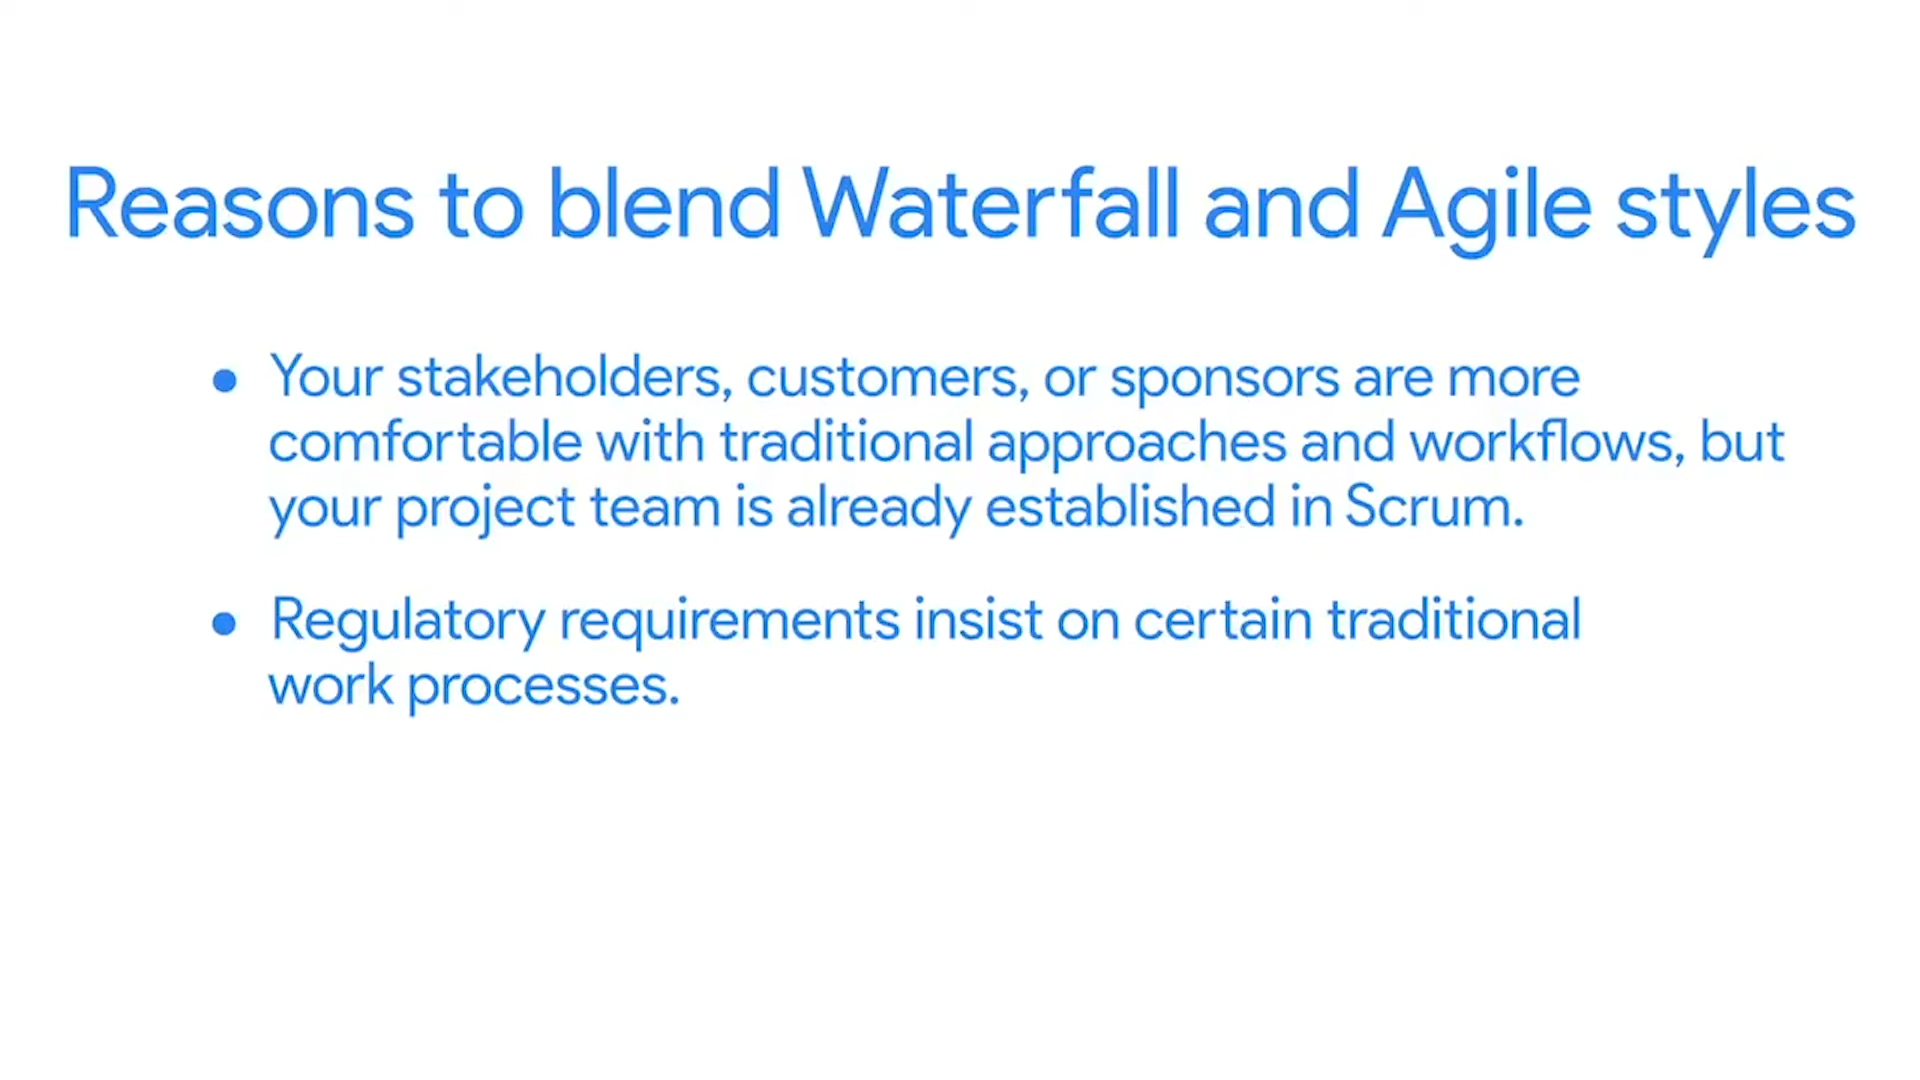 Reasons to blend Waterfall and Agile styles
• Your stakeholders, customers, or sponsors are more
comfortable with traditional approaches and workflows, but
your project team is already established in Scrum.
• Regulatory requirements insist on certain traditional
work processes.